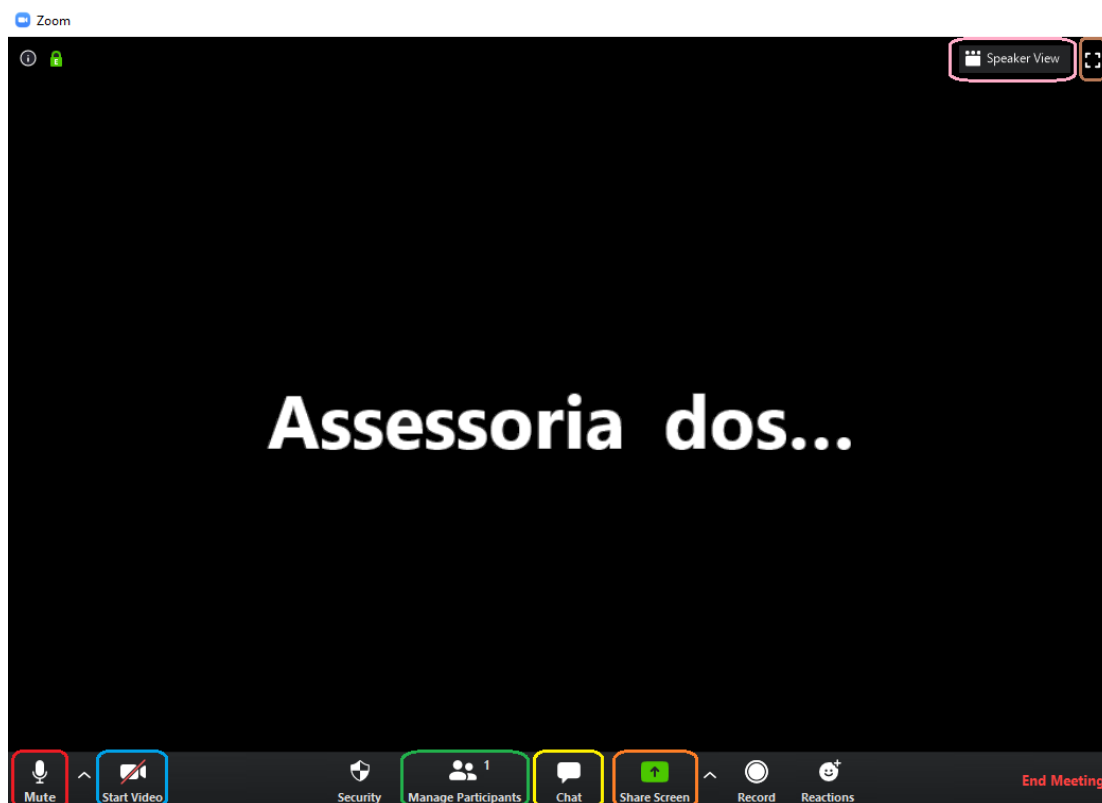 Zoom
Speaker View
Assessoria dos...
1
Mute
Start Video
Security
Manage Participants
Chat
Share Screen
Record
Reactions
End Meeting